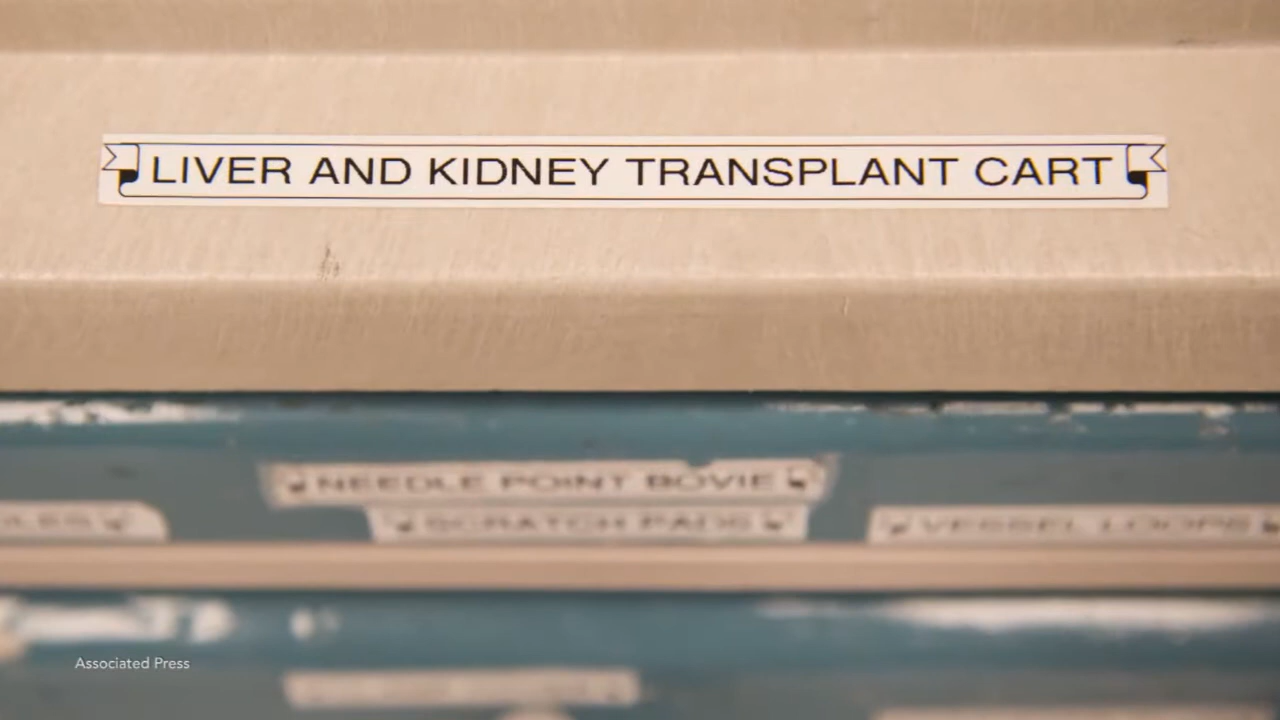 LIVER AND KIDNEY TRANSPLANT CART
NEEDLE POINT BOVIE
SCRATCH PADS
VESSEL LOOPS
Associated Press